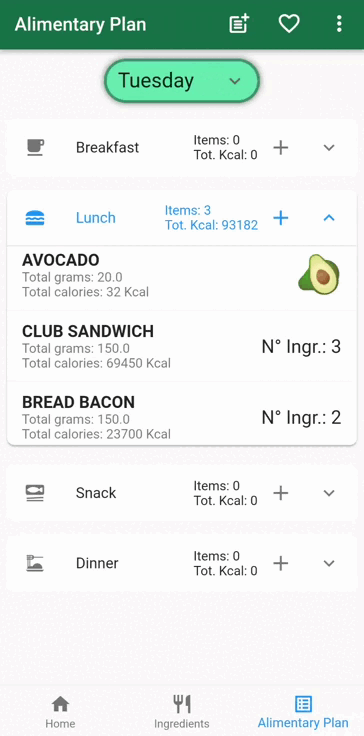 Alimentary Plan
Tuesday
Breakfast
Items: 0
Tot. Kcal: 0
Lunch
Items: 3
Tot. Kcal: 93182
AVOCADO
Total grams: 20.0
Total calories: 32 Kcal
CLUB SANDWICH
Total grams: 150.0
Total calories: 69450 Kcal
N° Ingr.: 3
BREAD BACON
Total grams: 150.0
Total calories: 23700 Kcal
N° Ingr.: 2
Snack
Items: 0
Tot. Kcal: 0
Dinner
Items: 0
Tot. Kcal: 0
Home
Ingredients
Alimentary Plan